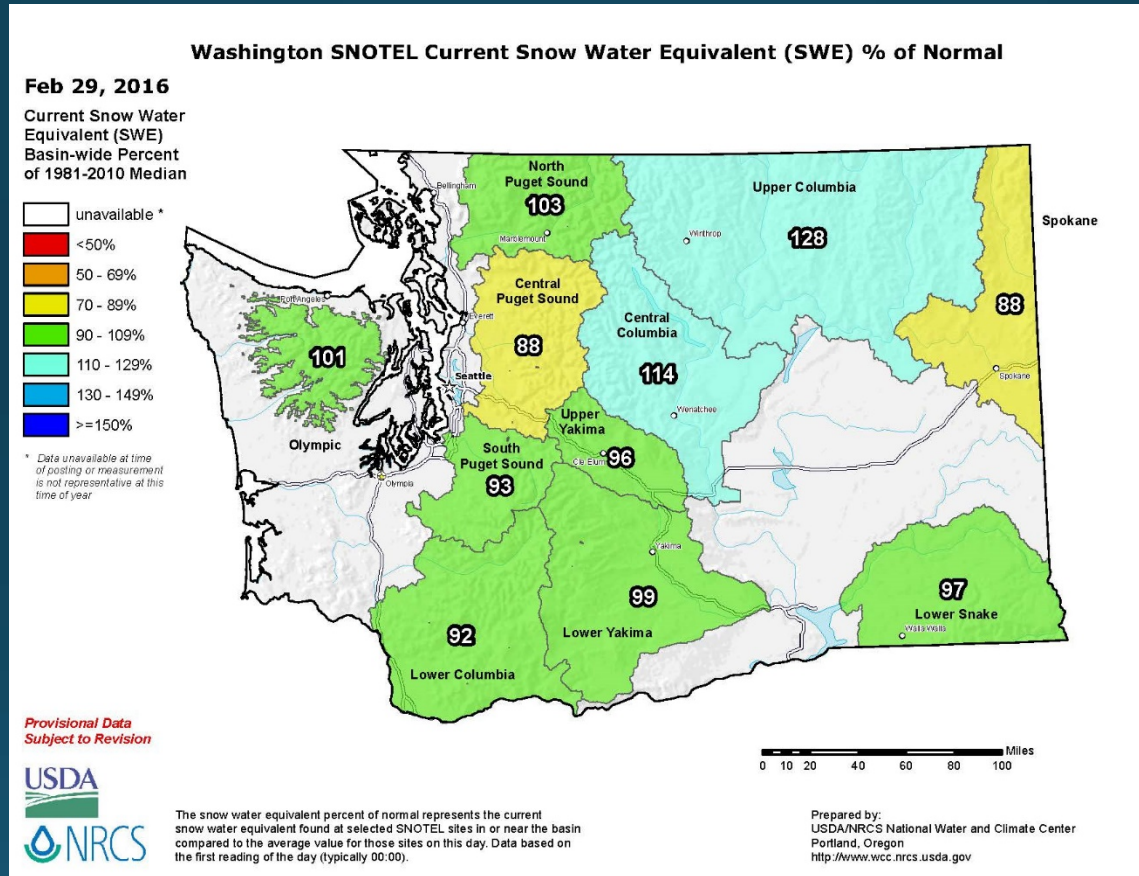 Washington SNOTEL Current Snow Water Equivalent (SWE) % of Normal
Feb 29, 2016
Current Snow Water
Equivalent (SWE)
Basin-wide Percent
of 1981-2010 Median
unavailable *
<50%
50 - 69%
70 - 89%
90 - 109%
110 - 129%
130 - 149%
>=150%
* Data unavailable at time
of posting or measurement
is not representative at this
time of year
North
Puget Sound
103
Bellingham
Marblemount
Upper Columbia
128
Winthrop
Spokane
88
Spokane
Central
Puget Sound
88
Everett
Seattle
Central
Columbia
114
Wenatchee
Port Angeles
101
Olympic
Olympia
Upper
Yakima
96
Cle Elum
South
Puget Sound
93
Yakima
99
Lower Yakima
92
Lower Columbia
97
Lower Snake
Walla Walla
Provisional Data
Subject to Revision
USDA
NRCS
Miles
0 10 20 40 60 80 100
The snow water equivalent percent of normal represents the current
snow water equivalent found at selected SNOTEL sites in or near the basin
compared to the average value for those sites on this day. Data based on
the first reading of the day (typically 00:00).
Prepared by:
USDA/NRCS National Water and Climate Center
Portland, Oregon
http://www.wcc.nrcs.usda.gov